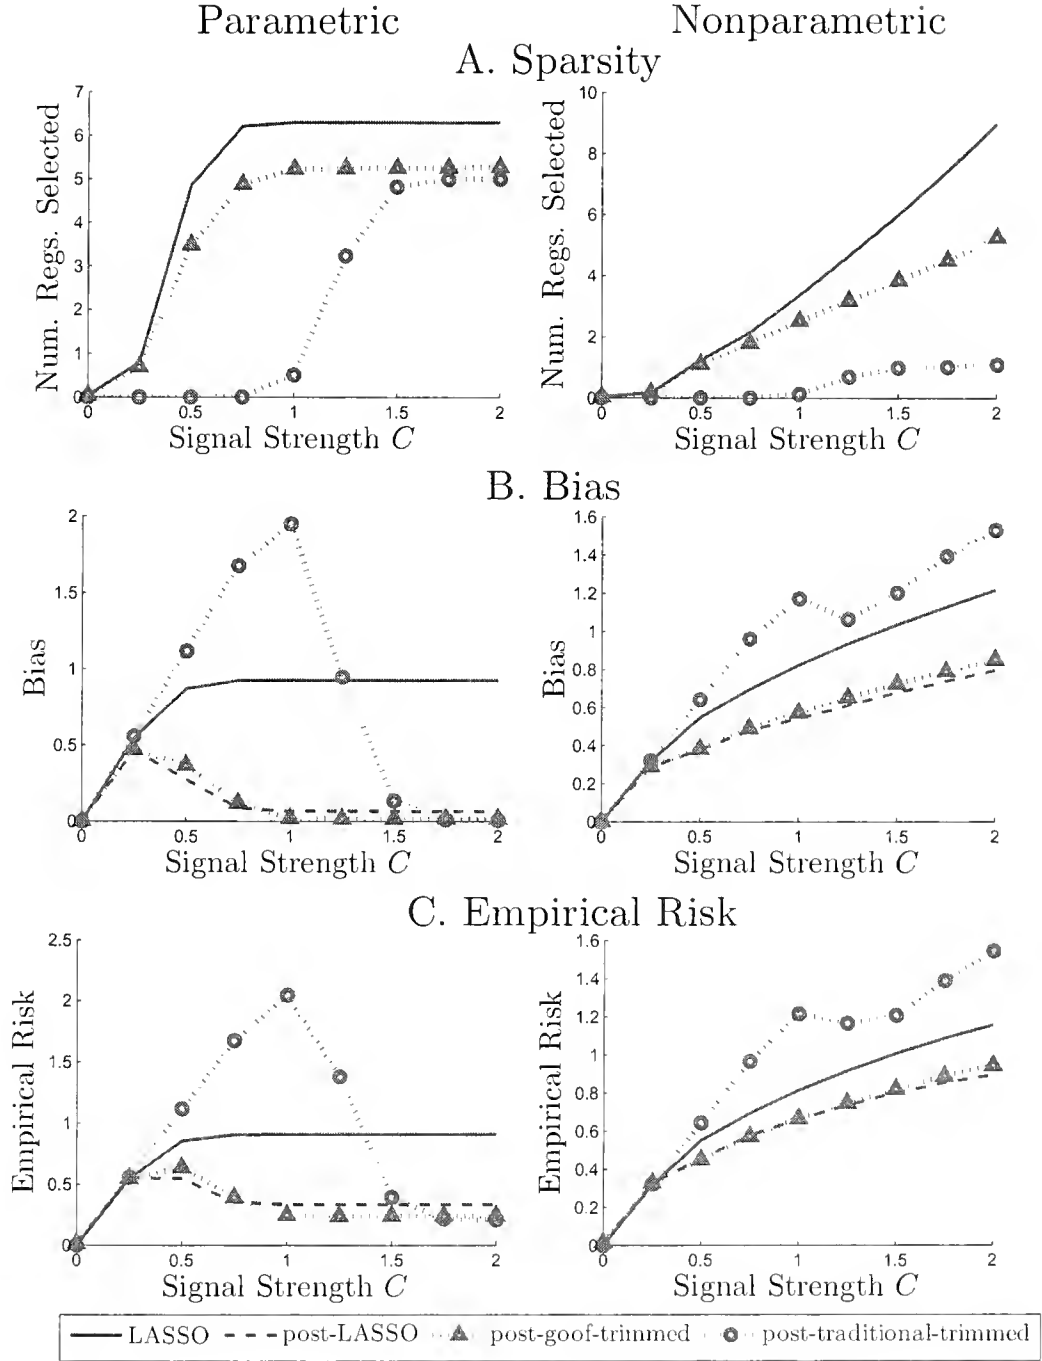 Parametric Nonparametric
A. Sparsity
Num. Regs. Selected
7
6
5
4
3
2
1
0
0 0.5 1 1.5 2
Signal Strength C
Num. Regs. Selected
10
8
6
4
2
0
0 0.5 1 1.5 2
Signal Strength C
B. Bias
Bias
2
1.5
1
0.5
0
0 0.5 1 1.5 2
Signal Strength C
Bias
1.6
1.4
1.2
1
0.8
0.6
0.4
0.2
0
0 0.5 1 1.5 2
Signal Strength C
C. Empirical Risk
Empirical Risk
2.5
2
1.5
1
0.5
0
0 0.5 1 1.5 2
Signal Strength C
Empirical Risk
1.6
1.4
1.2
1
0.8
0.6
0.4
0.2
0
0 0.5 1 1.5 2
Signal Strength C
LASSO post-LASSO post-goof-trimmed post-traditional-trimmed